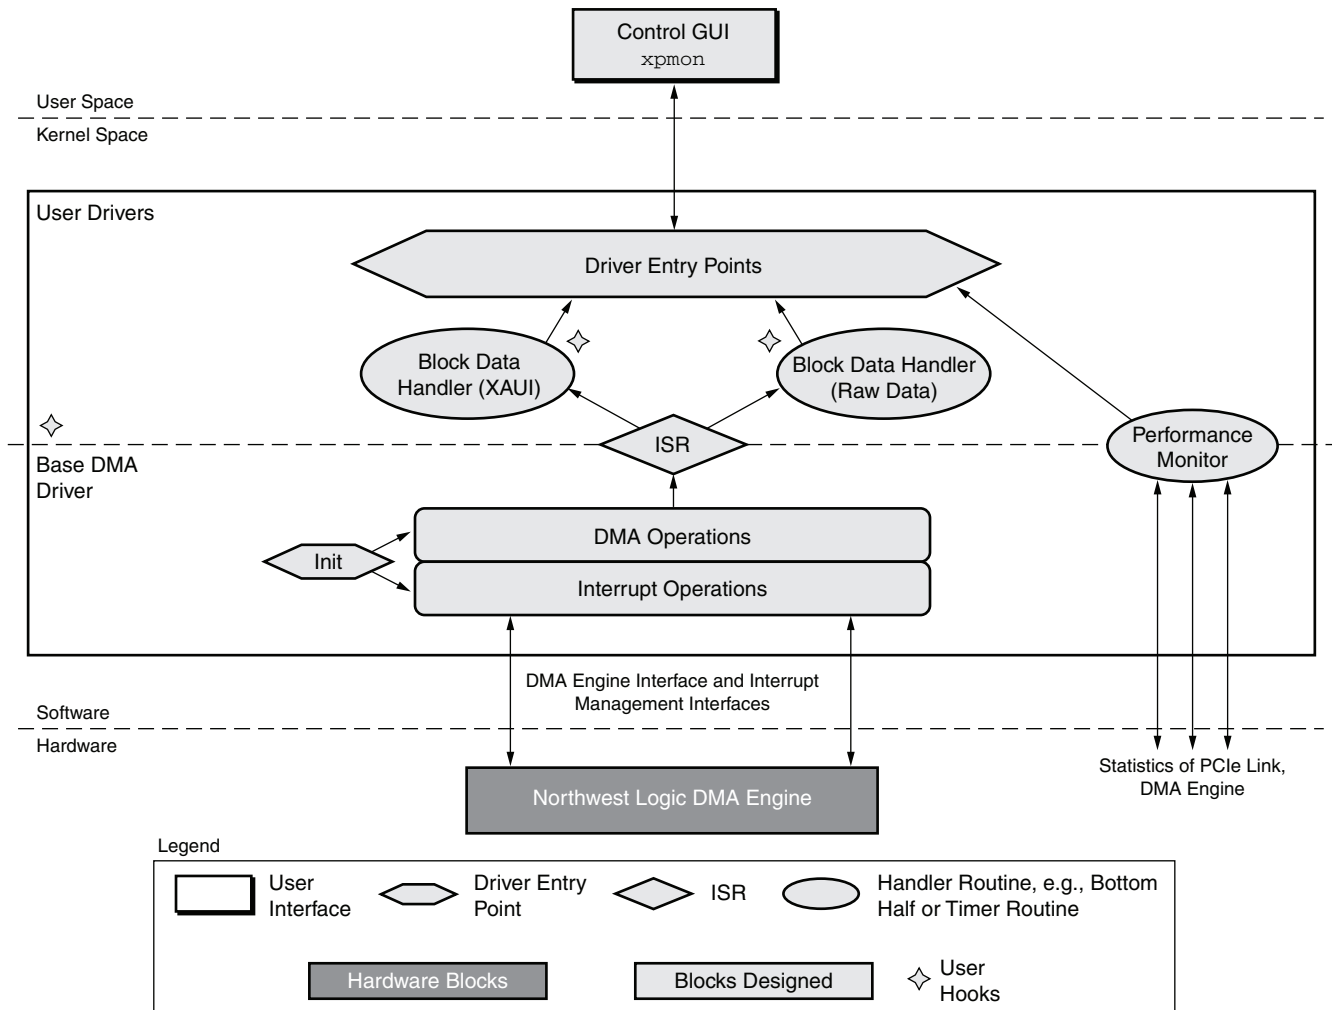 Control GUI
xpmon
User Space
Kernel Space
User Drivers
Driver Entry Points
Block Data
Handler (XAUI)
Block Data Handler
(Raw Data)
ISR
Performance
Monitor
Base DMA
Driver
DMA Operations
Init
Interrupt Operations
DMA Engine Interface and Interrupt
Management Interfaces
Software
Hardware
Statistics of PCIe Link,
DMA Engine
Northwest Logic DMA Engine
Legend
User
Interface
Driver Entry
Point
ISR
Handler Routine, e.g., Bottom
Half or Timer Routine
Hardware Blocks
Blocks Designed
User
Hooks